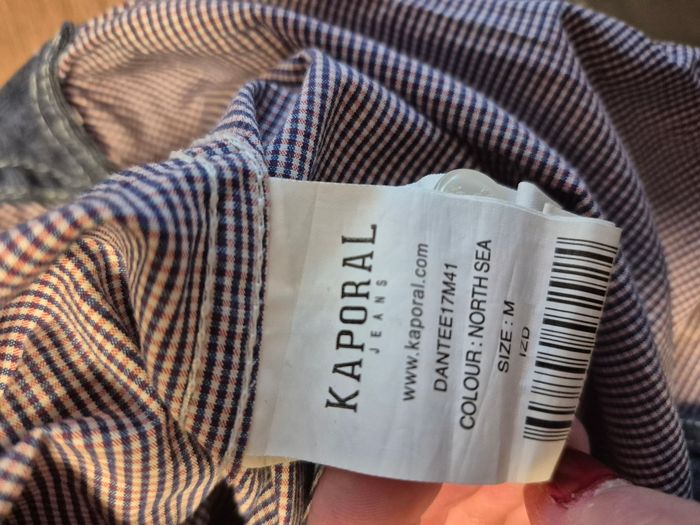 KAPORAL
JEANS
www.kaporal.com
DANTEE17M41
COLOUR : NORTH SEA
SIZE : M
IZD